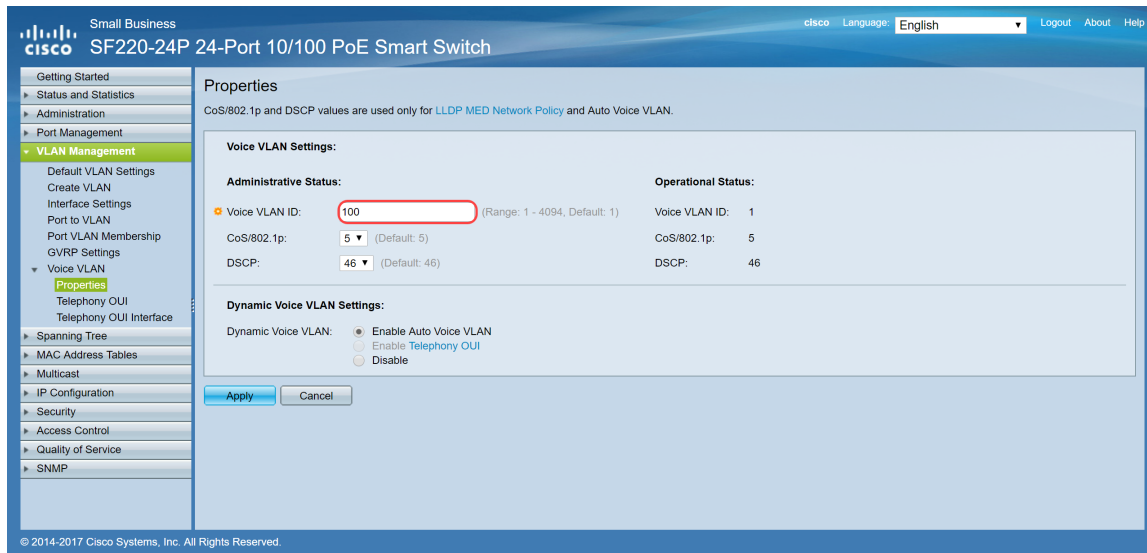 Small Business
cisco Language: English Logout About Help
CISCO SF220-24P 24-Port 10/100 PoE Smart Switch
Getting Started
Status and Statistics
Administration
Port Management
VLAN Management
Default VLAN Settings
Create VLAN
Interface Settings
Port to VLAN
Port VLAN Membership
GVRP Settings
Voice VLAN
Properties
Telephony OUI
Telephony OUI Interface
Spanning Tree
MAC Address Tables
Multicast
IP Configuration
Security
Access Control
Quality of Service
SNMP
Properties
CoS/802.1p and DSCP values are used only for LLDP MED Network Policy and Auto Voice VLAN.
Voice VLAN Settings:
Administrative Status: Operational Status:
Voice VLAN ID: 100 (Range: 1 - 4094, Default: 1) Voice VLAN ID: 1
CoS/802.1p: 5 (Default: 5) CoS/802.1p: 5
DSCP: 46 (Default: 46) DSCP: 46
Dynamic Voice VLAN Settings:
Dynamic Voice VLAN: Enable Auto Voice VLAN
Enable Telephony OUI
Disable
Apply Cancel
© 2014-2017 Cisco Systems, Inc. All Rights Reserved.